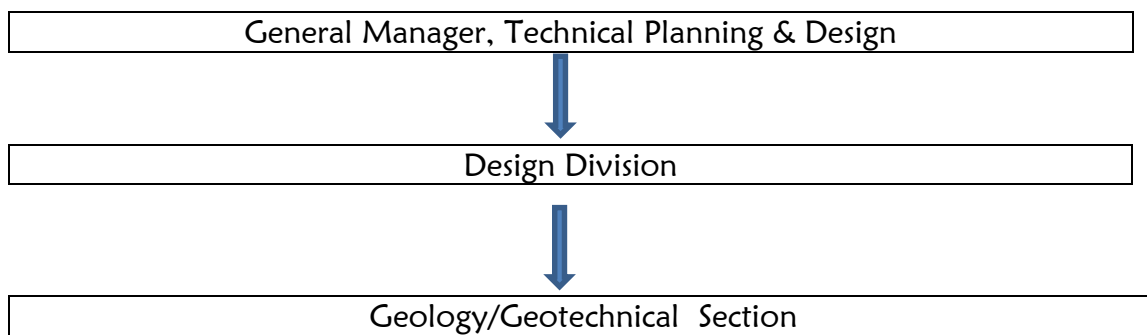 General Manager, Technical Planning & Design
Design Division
Geology/Geotechnical Section